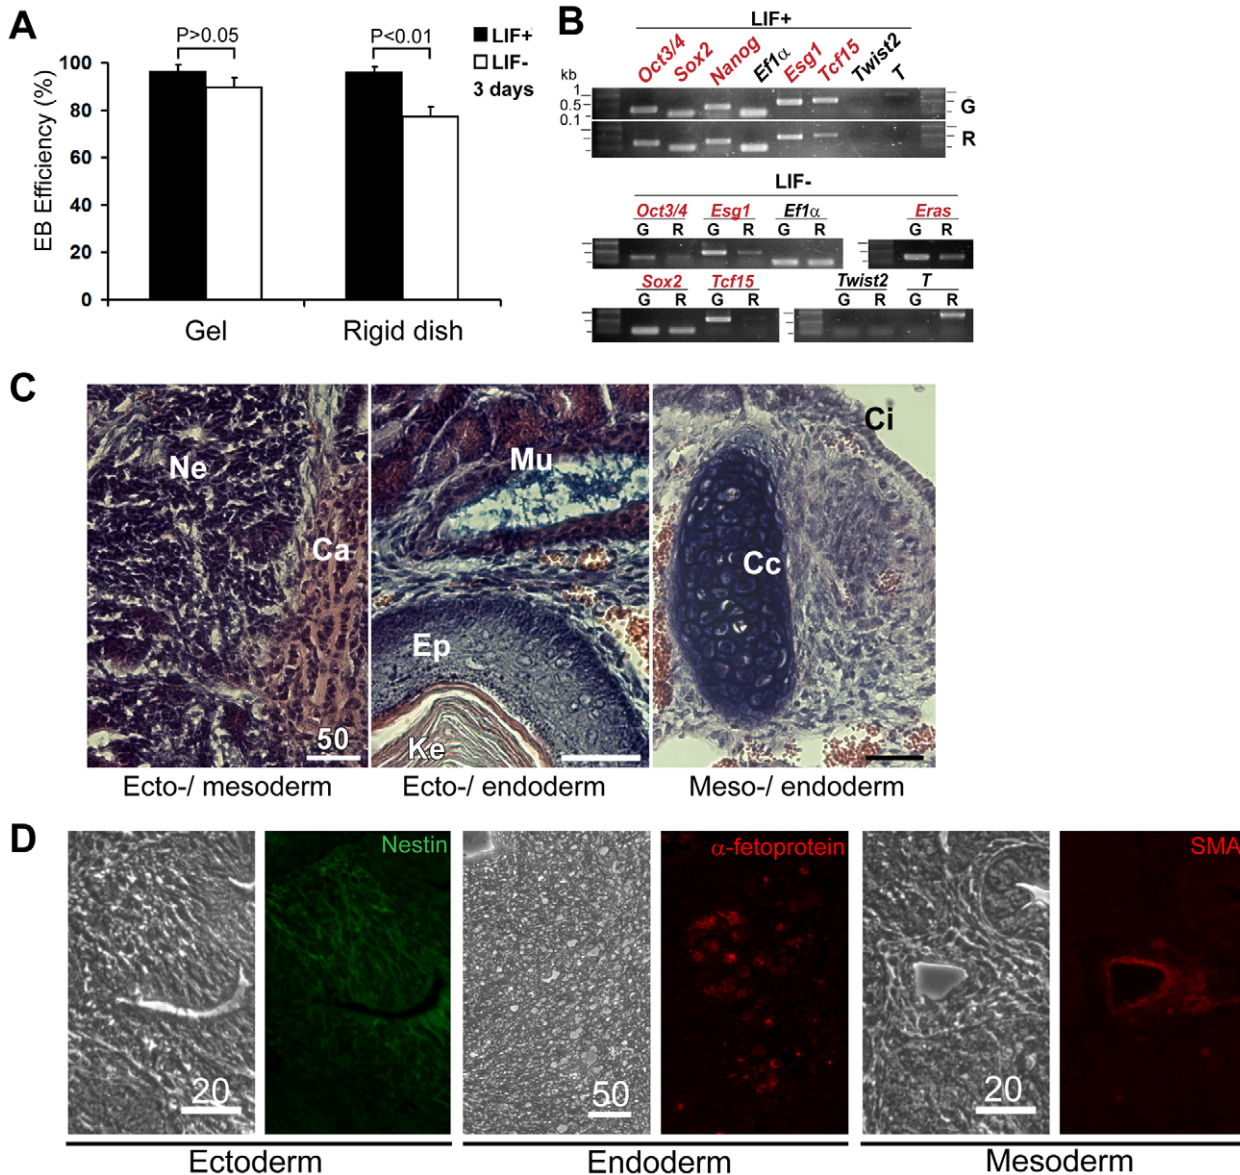 A
P>0.05
P<0.01
LIF+
LIF-
3 days
EB Efficiency (%)
100
80
60
40
20
0
Gel
Rigid dish
B
LIF+
Oct3/4 Sox2 Nanog Ef1α Esg1 Tcf15 Twist2 T
kb
1
0.5
0.1
G
R
LIF-
Oct3/4 Esg1 Ef1α Eras
G R G R G R G R
Sox2 Tcf15 Twist2 T
G R G R G R G R
C
Ne
Ca
50
Mu
Ep
Ke
Ci
Cc
Ecto-/ mesoderm
Ecto-/ endoderm
Meso-/ endoderm
D
Nestin
α-fetoprotein
SMA
20
50
20
Ectoderm
Endoderm
Mesoderm